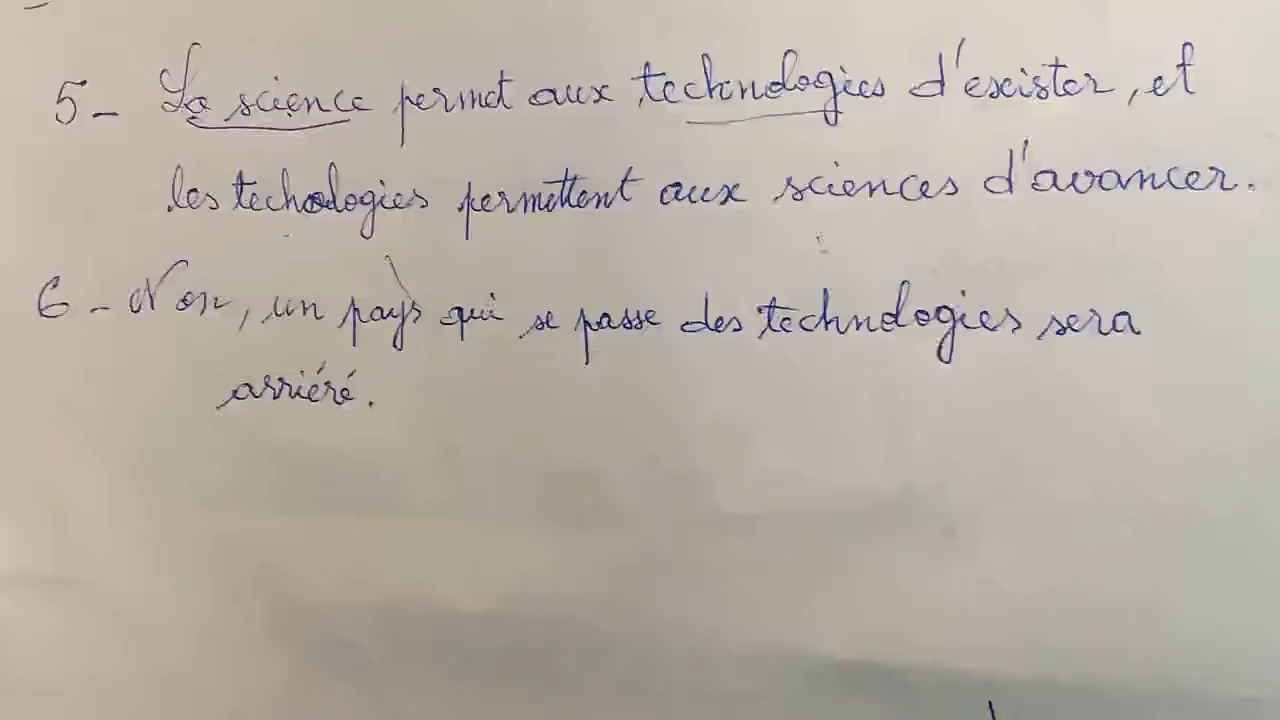 5- La science permet aux technologies d'exister, et
les technologies permettent aux sciences d'avancer.
6- Non, un pays qui se passe des technologies sera
arriéré.